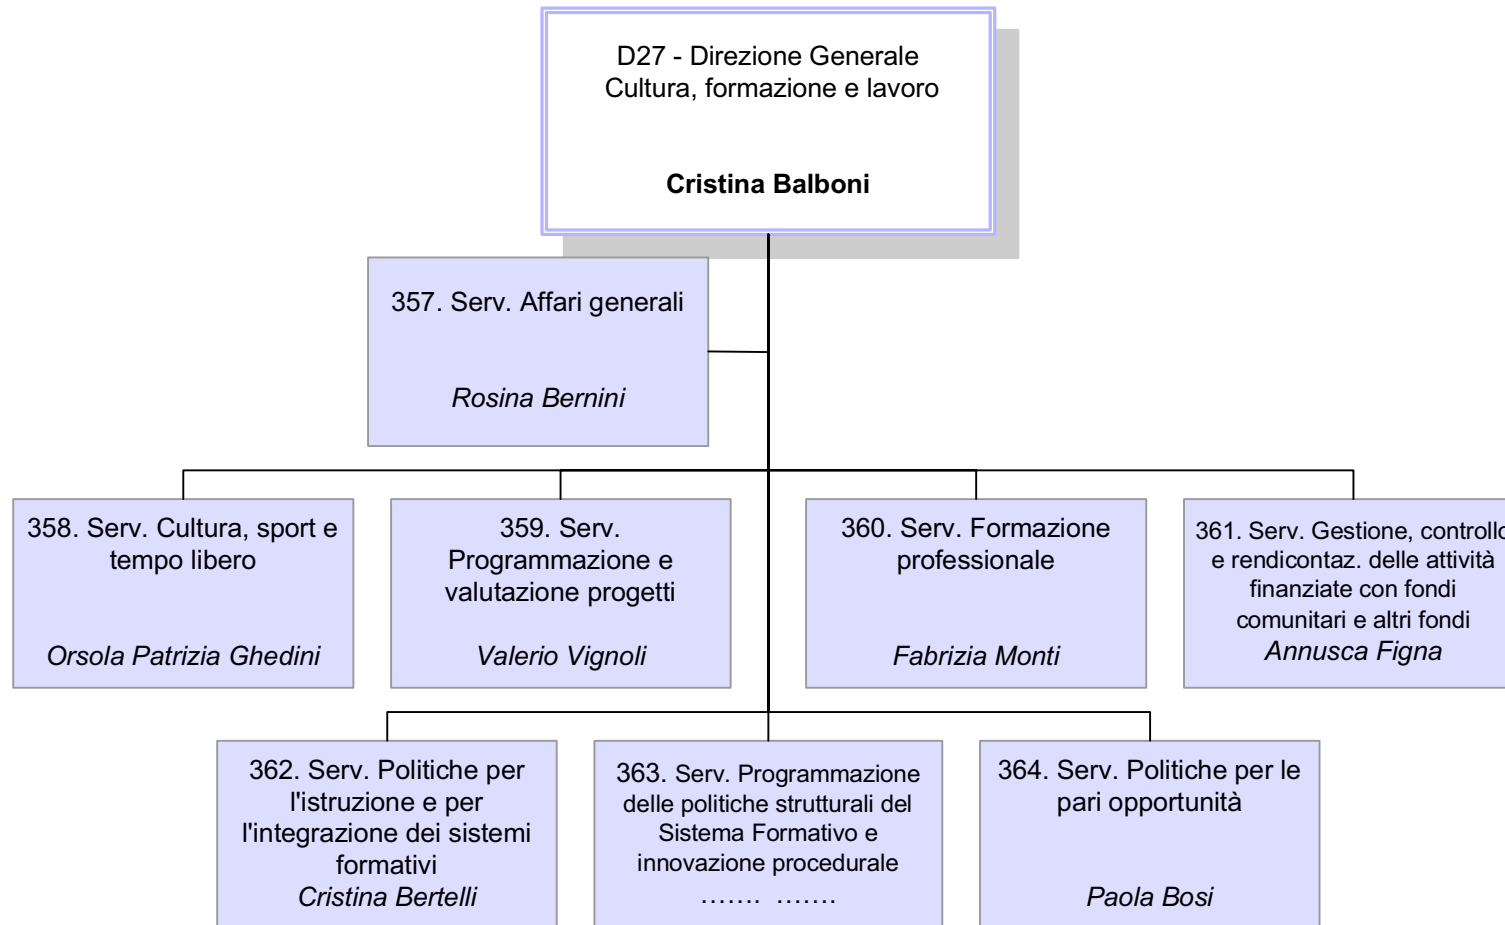 D27 - Direzione Generale
Cultura, formazione e lavoro
Cristina Balboni
357. Serv. Affari generali
Rosina Bernini
358. Serv. Cultura, sport e
tempo libero
Orsola Patrizia Ghedini
359. Serv.
Programmazione e
valutazione progetti
Valerio Vignoli
360. Serv. Formazione
professionale
Fabrizia Monti
361. Serv. Gestione, controllo
e rendicontaz. delle attività
finanziate con fondi
comunitari e altri fondi
Annusca Figna
362. Serv. Politiche per
l'istruzione e per
l'integrazione dei sistemi
formativi
Cristina Bertelli
363. Serv. Programmazione
delle politiche strutturali del
Sistema Formativo e
innovazione procedurale
....... .......
364. Serv. Politiche per le
pari opportunità
Paola Bosi